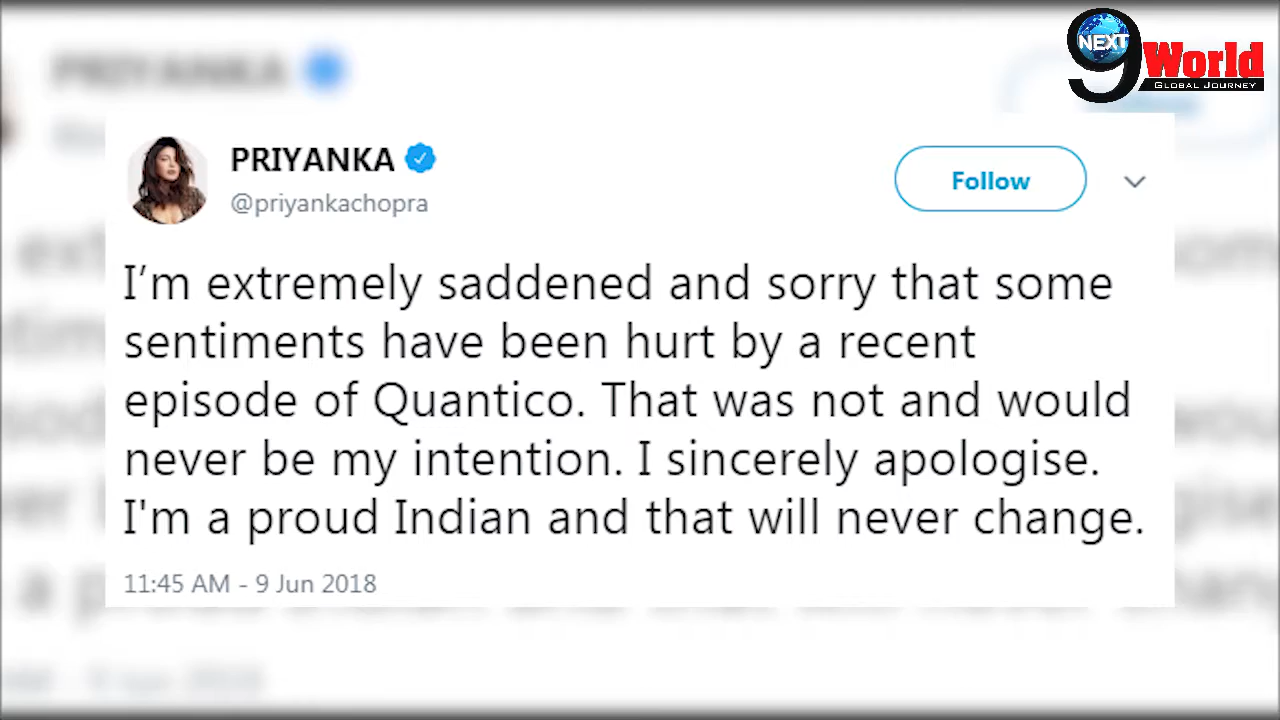 NEXT
9 World
GLOBAL JOURNEY
PRIYANKA
@priyankachopra
Follow
I’m extremely saddened and sorry that some
sentiments have been hurt by a recent
episode of Quantico. That was not and would
never be my intention. I sincerely apologise.
I'm a proud Indian and that will never change.
11:45 AM - 9 Jun 2018